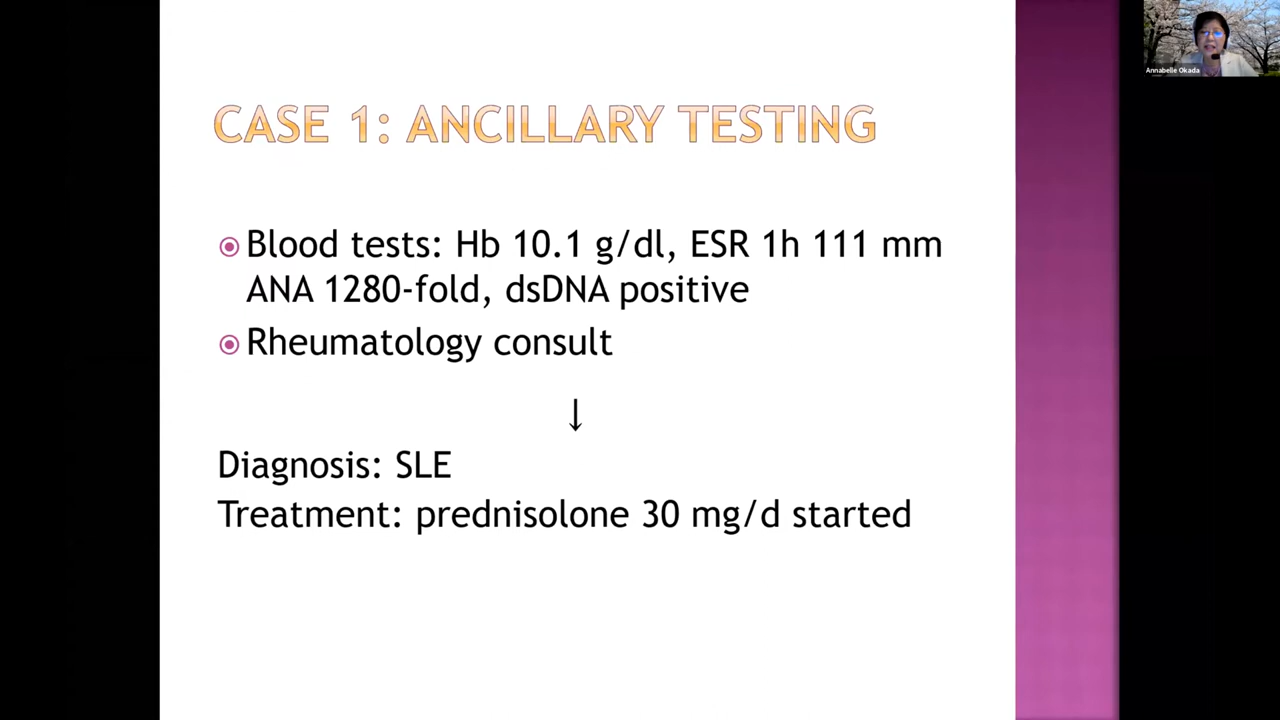 CASE 1: ANCILLARY TESTING
Blood tests: Hb 10.1 g/dl, ESR 1h 111 mm
ANA 1280-fold, dsDNA positive
Rheumatology consult
↓
Diagnosis: SLE
Treatment: prednisolone 30 mg/d started
Annabelle Okada